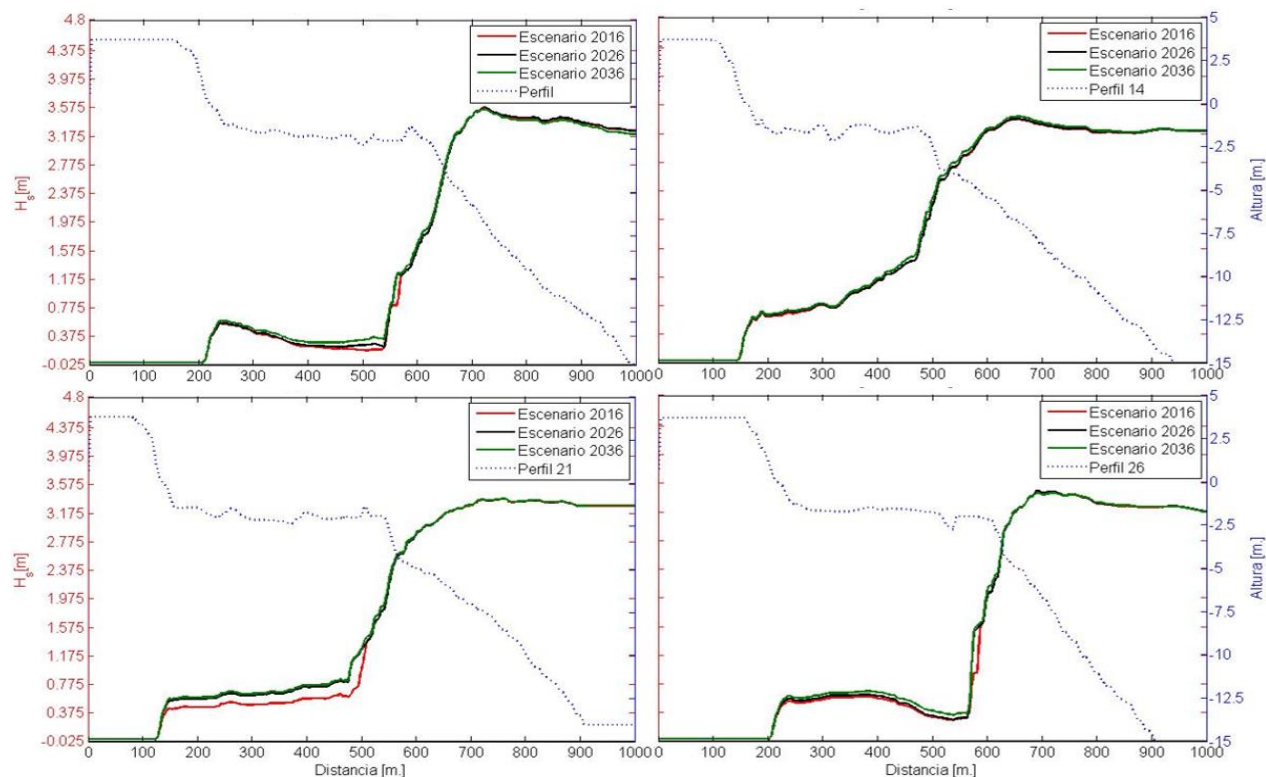 4.8
4.375
3.975
3.575
3.175
2.775
2.375
1.975
1.575
1.175
0.775
0.375
-0.025
H_s[m]
0 100 200 300 400 500 600 700 800 900 1000
Escenario 2016
Escenario 2026
Escenario 2036
Perfil
Escenario 2016
Escenario 2026
Escenario 2036
Perfil 14
5
2.5
0
-2.5
-5
-7.5
-10
-12.5
-15
Altura [m.]
0 100 200 300 400 500 600 700 800 900 1000
4.8
4.375
3.975
3.575
3.175
2.775
2.375
1.975
1.575
1.175
0.775
0.375
-0.025
H_s[m]
0 100 200 300 400 500 600 700 800 900 1000
Distancia [m.]
Escenario 2016
Escenario 2026
Escenario 2036
Perfil 21
Escenario 2016
Escenario 2026
Escenario 2036
Perfil 26
5
2.5
0
-2.5
-5
-7.5
-10
-12.5
-15
Altura [m.]
0 100 200 300 400 500 600 700 800 900 1000
Distancia [m.]